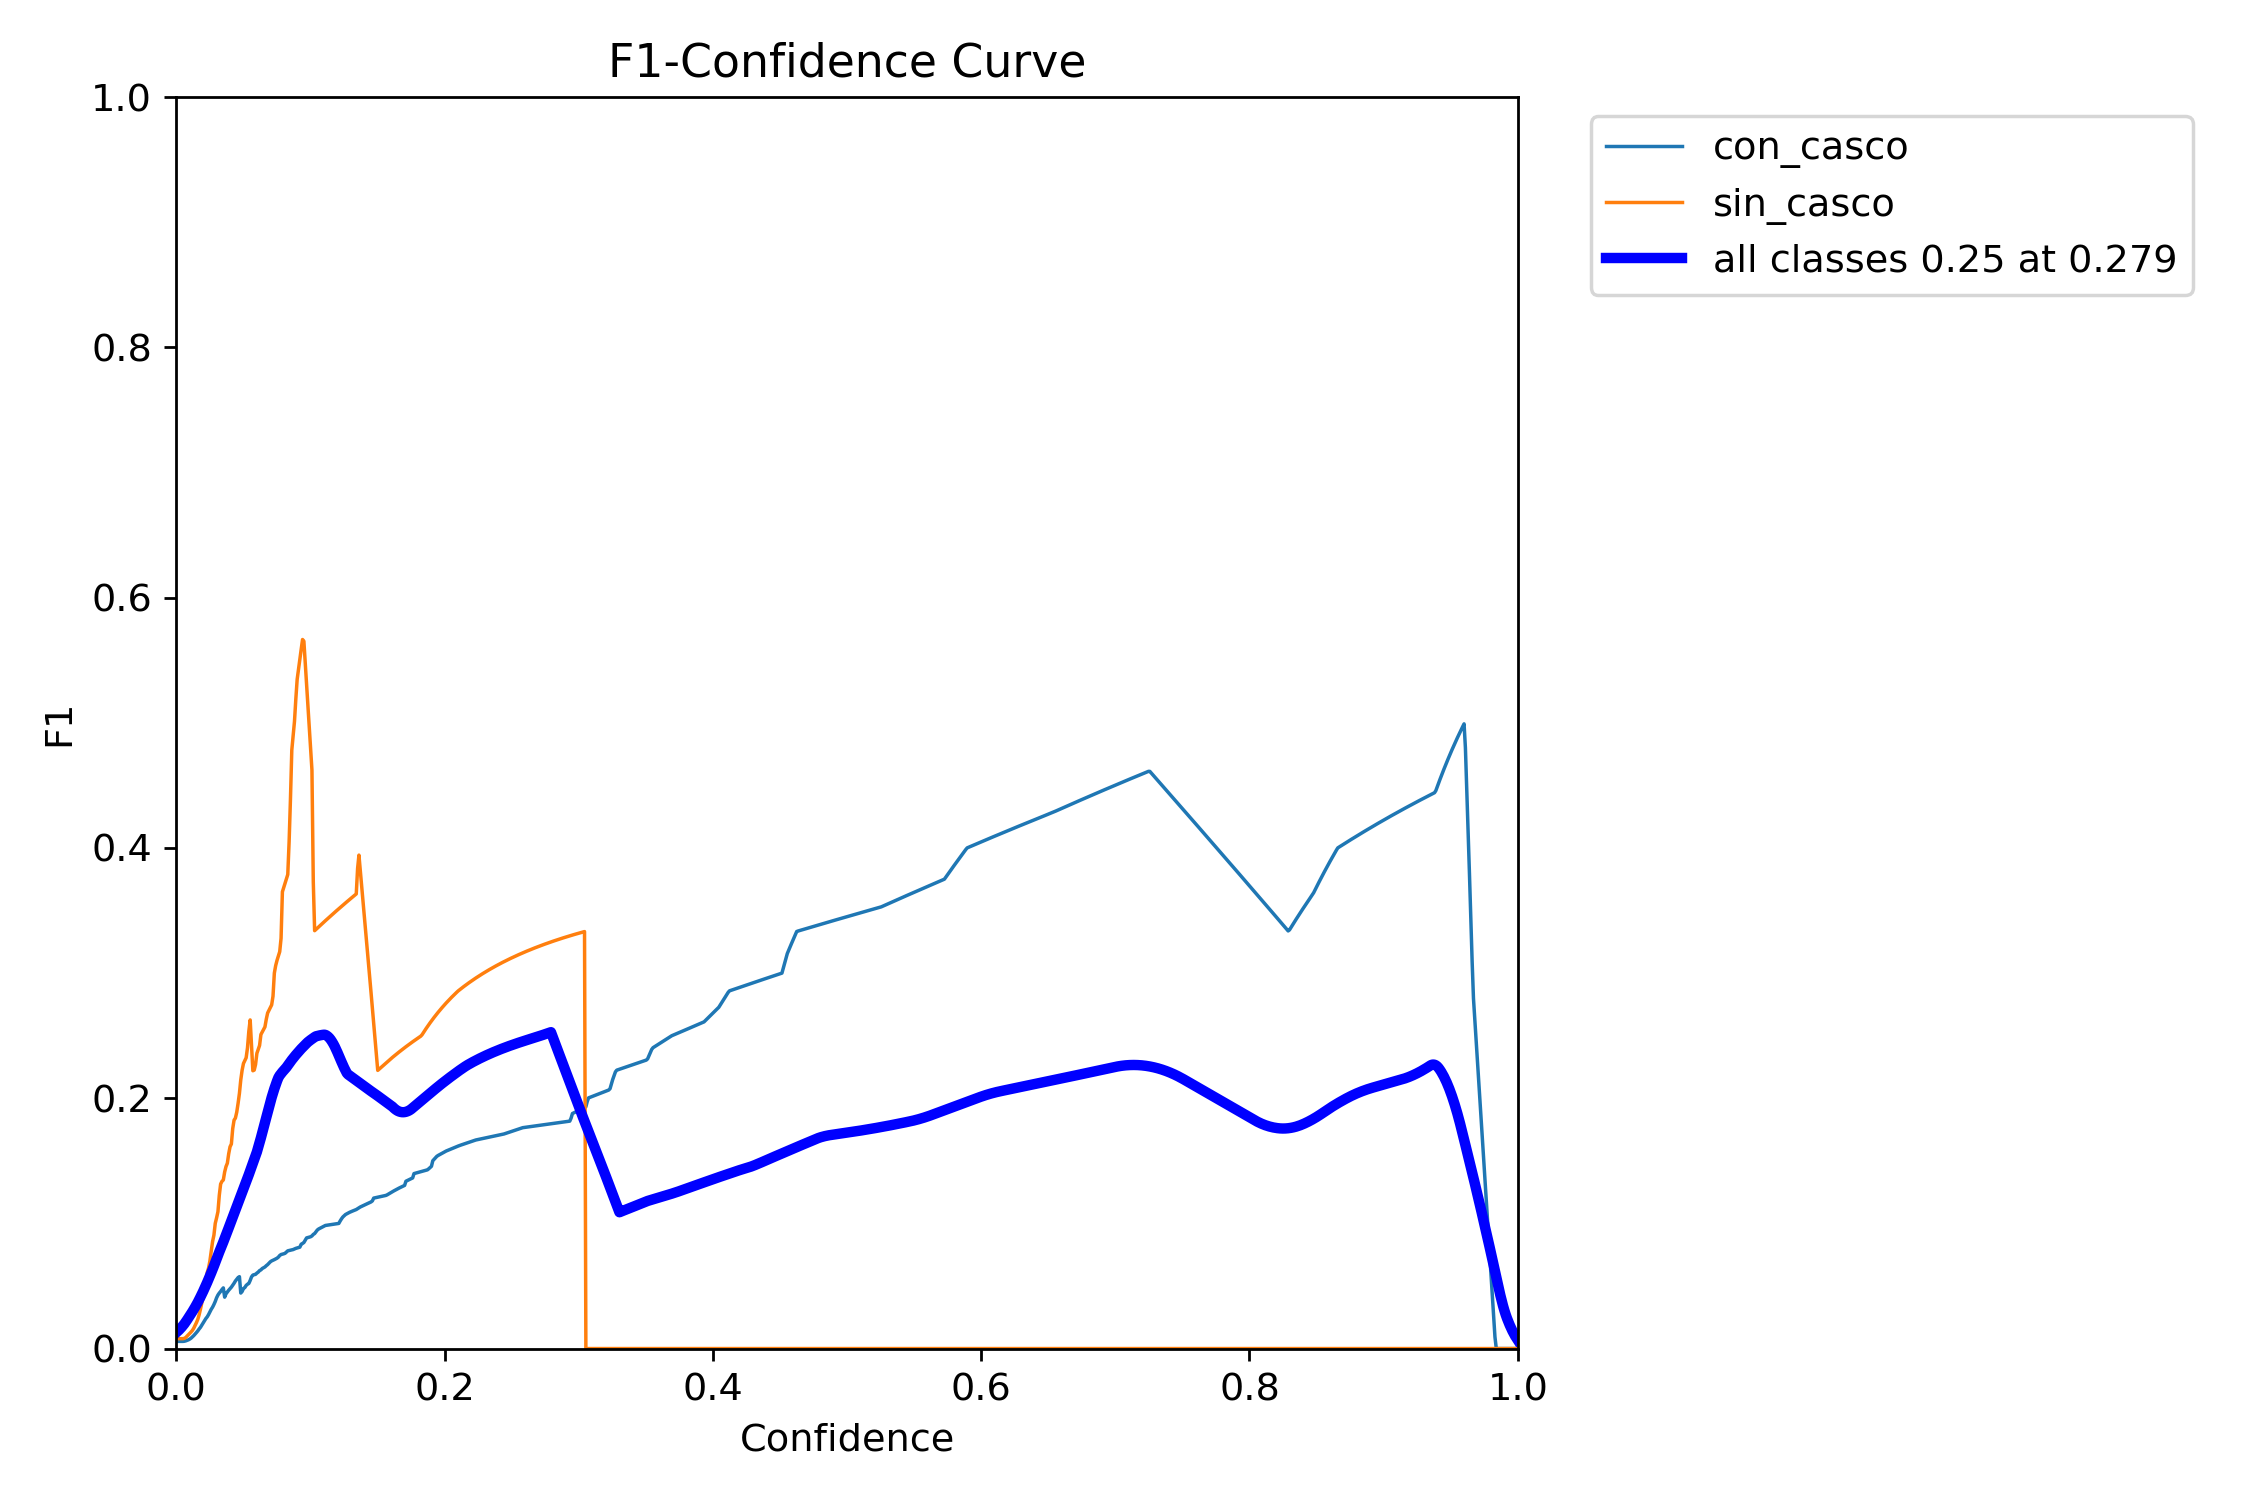 F1-Confidence Curve
1.0
0.8
0.6
0.4
0.2
0.0
F1
0.0 0.2 0.4 0.6 0.8 1.0
Confidence
con_casco
sin_casco
all classes 0.25 at 0.279